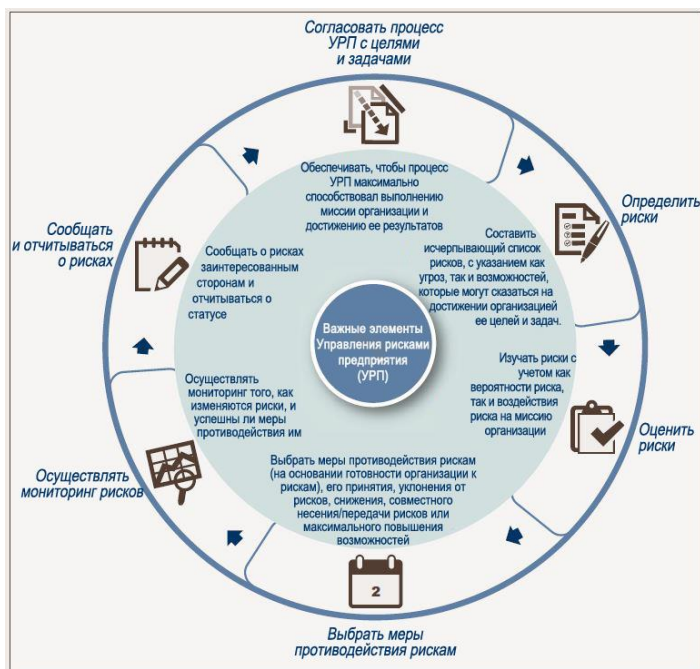 Согласовать процесс
УРП с целями
и задачами
Обеспечивать, чтобы процесс
УРП максимально
способствовал выполнению
миссии организации и
достижению ее результатов
Определить
риски
Составить
исчерпывающий список
рисков, с указанием как
угроз, так и возможностей,
которые могут сказаться на
достижении организацией
ее целей и задач.
Оценить
риски
Изучать риски с
учетом как
вероятности риска,
так и воздействия
риска на миссию
организации
Выбрать меры противодействия рискам
(на основании готовности организации к
рискам), его принятия, уклонения от
рисков, снижения, совместного
несения/передачи рисков или
максимального повышения
возможностей
2
Выбрать меры
противодействия рискам
Осуществлять
мониторинг рисков
Осуществлять
мониторинг того, как
изменяются риски, и
успешны ли меры
противодействия им
Сообщать
и отчитываться
о рисках
Сообщать о рисках
заинтересованным
сторонам и
отчитываться о
статусе
Важные элементы
Управления рисками
предприятия
(УРП)